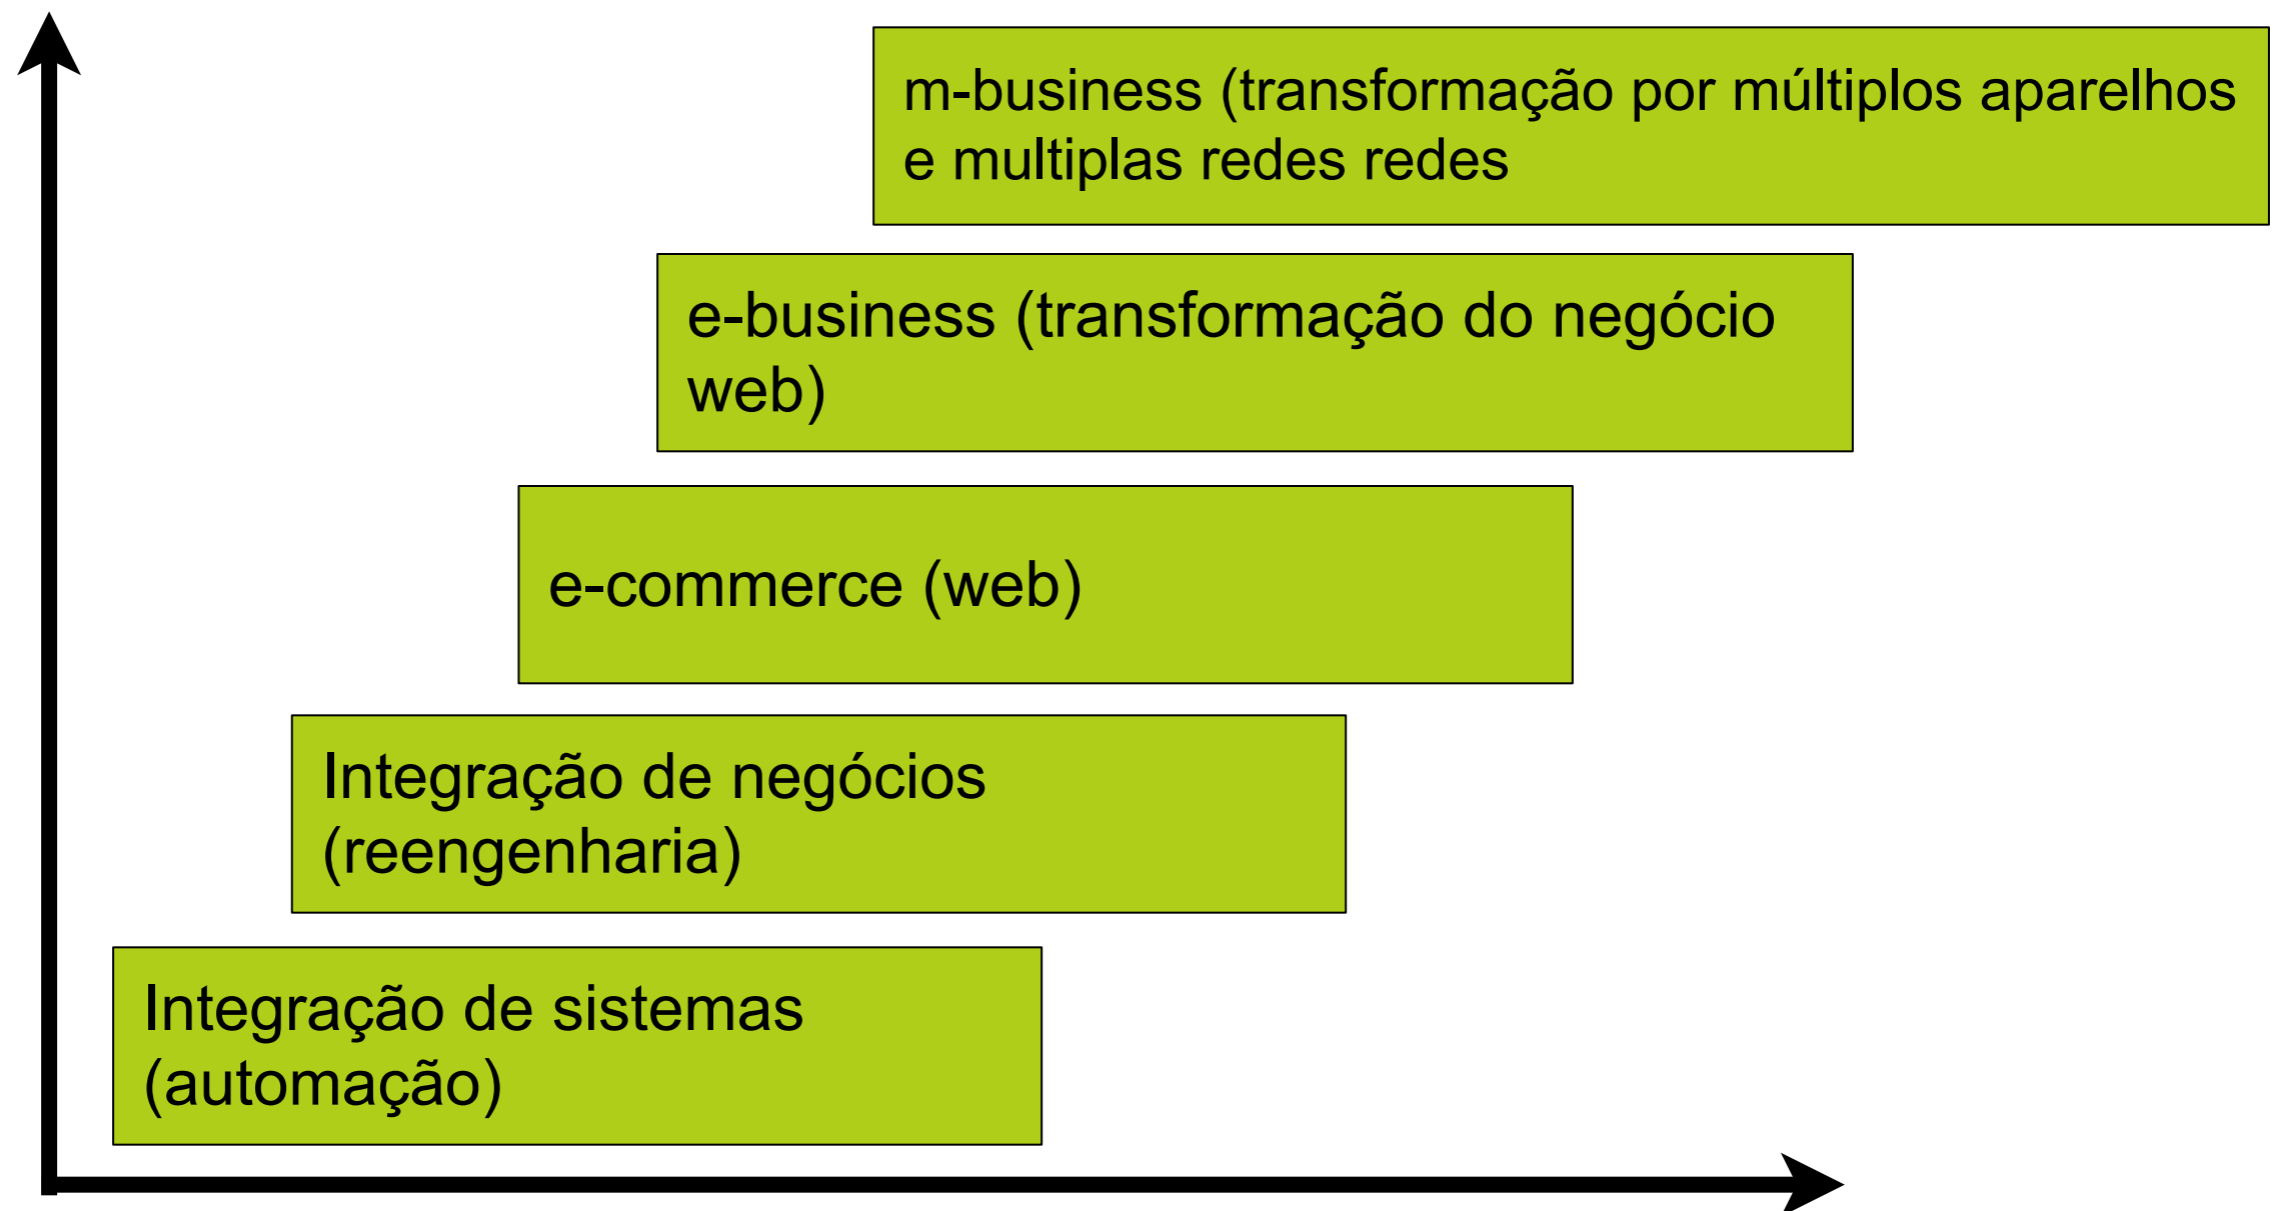 m-business (transformação por múltiplos aparelhos
e multiplas redes redes
e-business (transformação do negócio
web)
e-commerce (web)
Integração de negócios
(reengenharia)
Integração de sistemas
(automação)